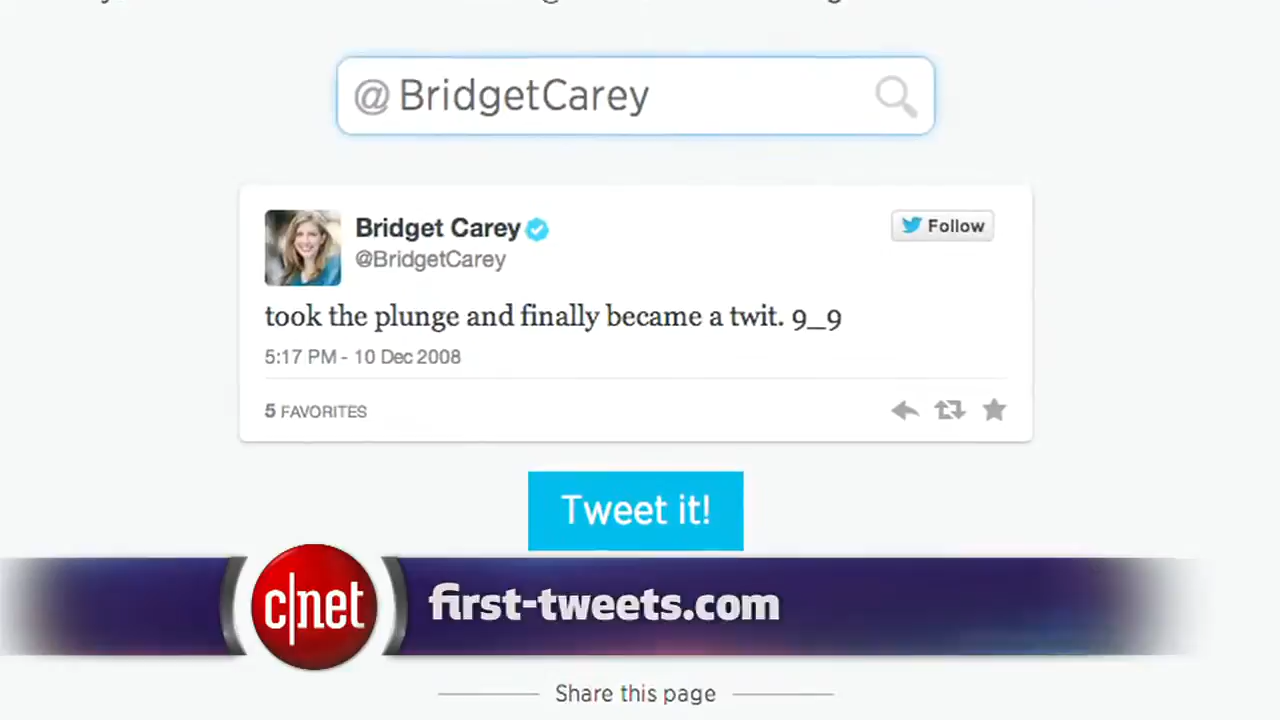 @ BridgetCarey
Bridget Carey
@BridgetCarey
Follow
took the plunge and finally became a twit. 9_9
5:17 PM - 10 Dec 2008
5 FAVORITES
Tweet it!
c|net
first-tweets.com
Share this page